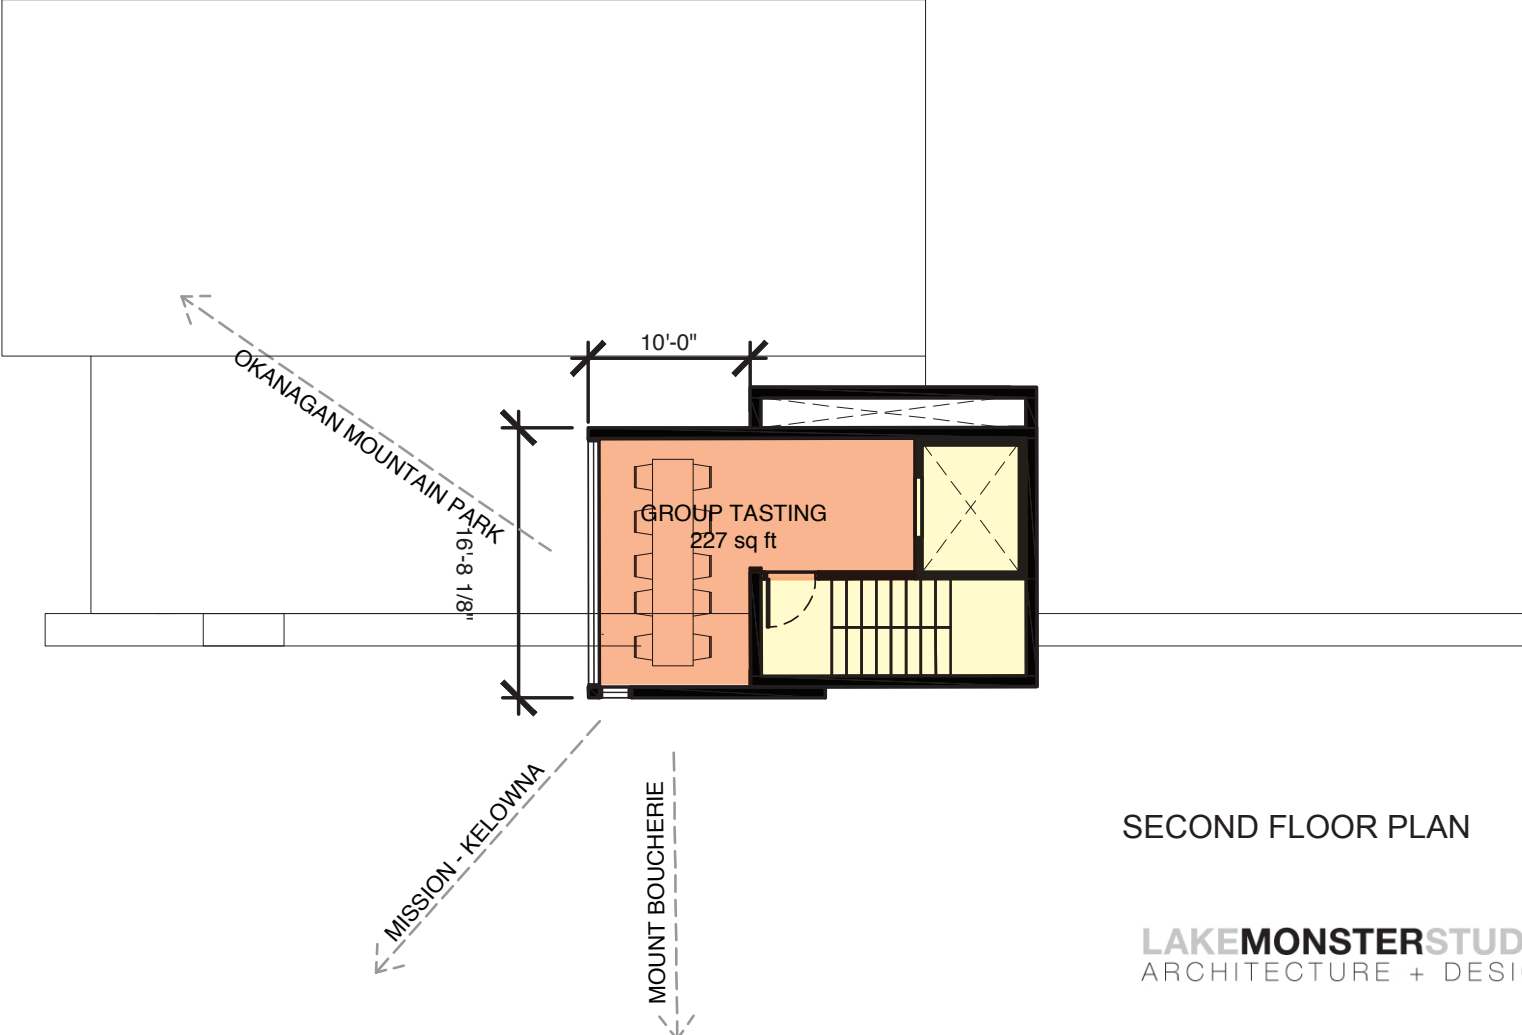 10'-0"
OKANAGAN MOUNTAIN PARK
16'-8 1/8"
GROUP TASTING
227 sq ft
MISSION - KELOWNA
MOUNT BOUCHERIE
SECOND FLOOR PLAN
LAKEMONSTERSTUD
ARCHITECTURE + DESI